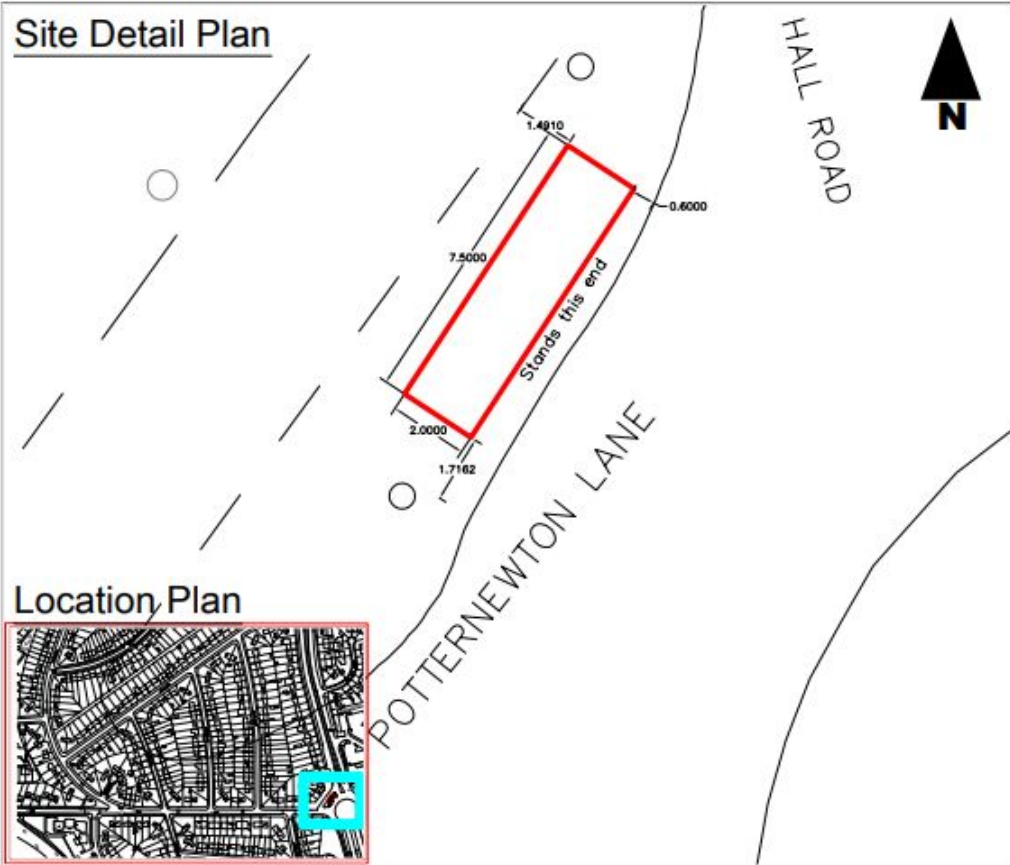 Site Detail Plan
HALL ROAD
N
1.4910
0.6000
7.5000
Stands this end
2.0000
1.7162
POTTERNEWTON LANE
Location Plan